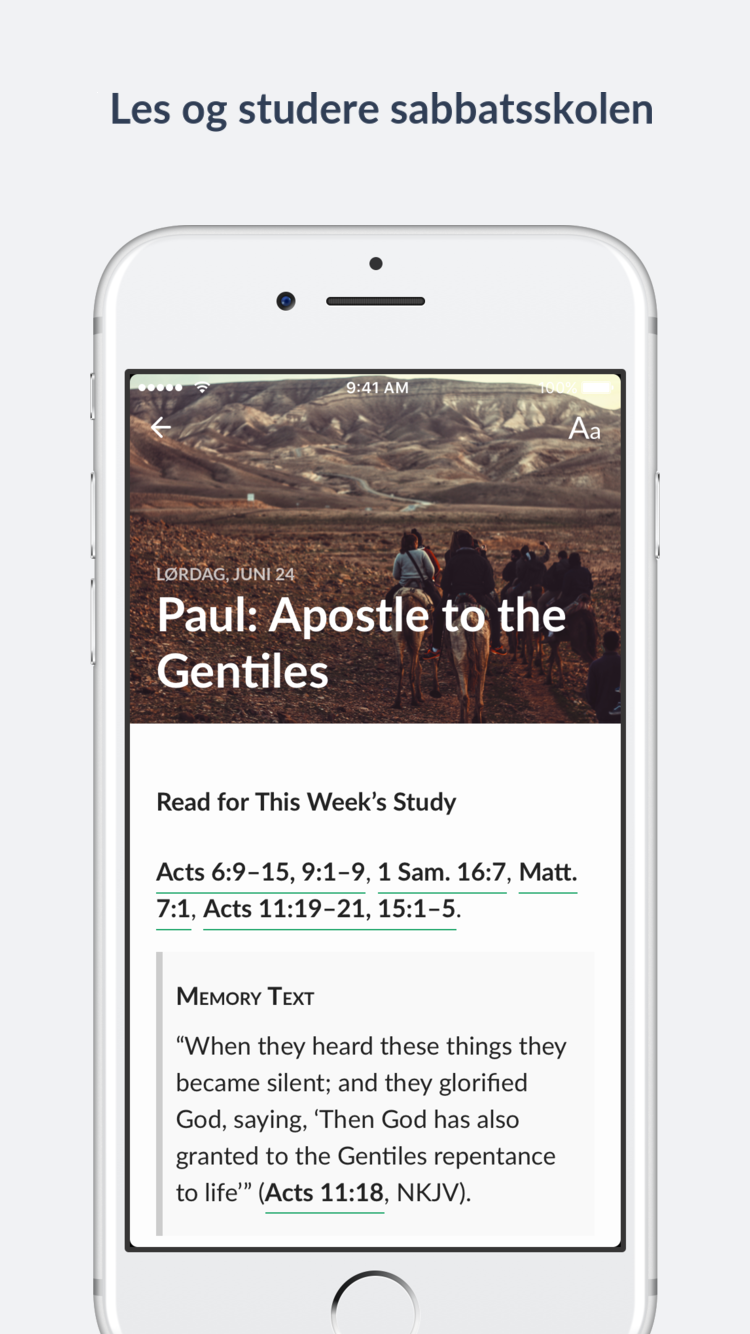 Les og studere sabbatsskolen
9:41 AM
100%
Aa
LØRDAG, JUNI 24
Paul: Apostle to the
Gentiles
Read for This Week’s Study
Acts 6:9–15, 9:1–9, 1 Sam. 16:7, Matt.
7:1, Acts 11:19–21, 15:1–5.
Memory Text
“When they heard these things they
became silent; and they glorified
God, saying, ‘Then God has also
granted to the Gentiles repentance
to life’” (Acts 11:18, NKJV).